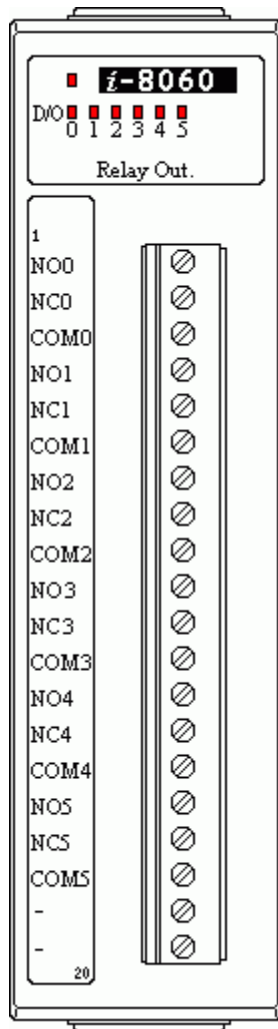 i-8060
D/O
0 1 2 3 4 5
Relay Out.
1
NO0
NC0
COM0
NO1
NC1
COM1
NO2
NC2
COM2
NO3
NC3
COM3
NO4
NC4
COM4
NO5
NC5
COM5
-
-
20